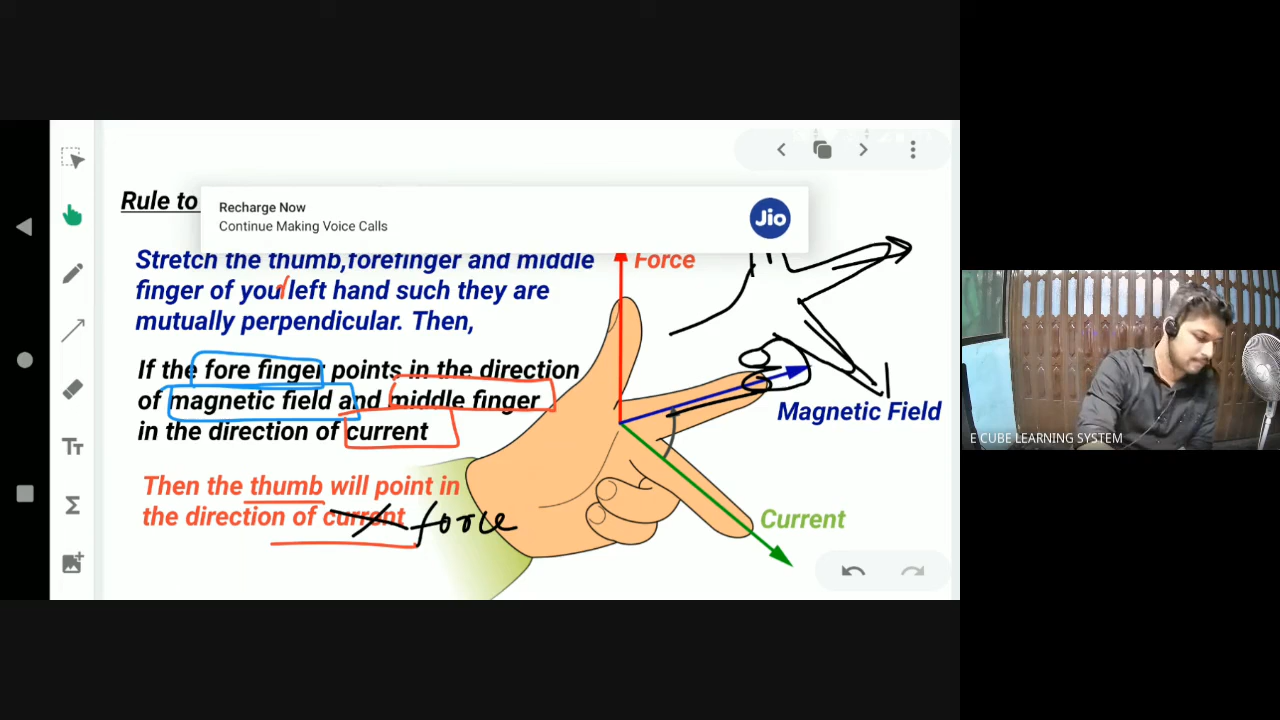 Rule to
Recharge Now
Continue Making Voice Calls
Jio
Stretch the thumb,forefinger and middle
finger of your left hand such they are
mutually perpendicular. Then,
If the fore finger points in the direction
of magnetic field and middle finger
in the direction of current
Then the thumb will point in
the direction of current force
Force
Magnetic Field
Current
Tт
Σ
E CUBE LEARNING SYSTEM